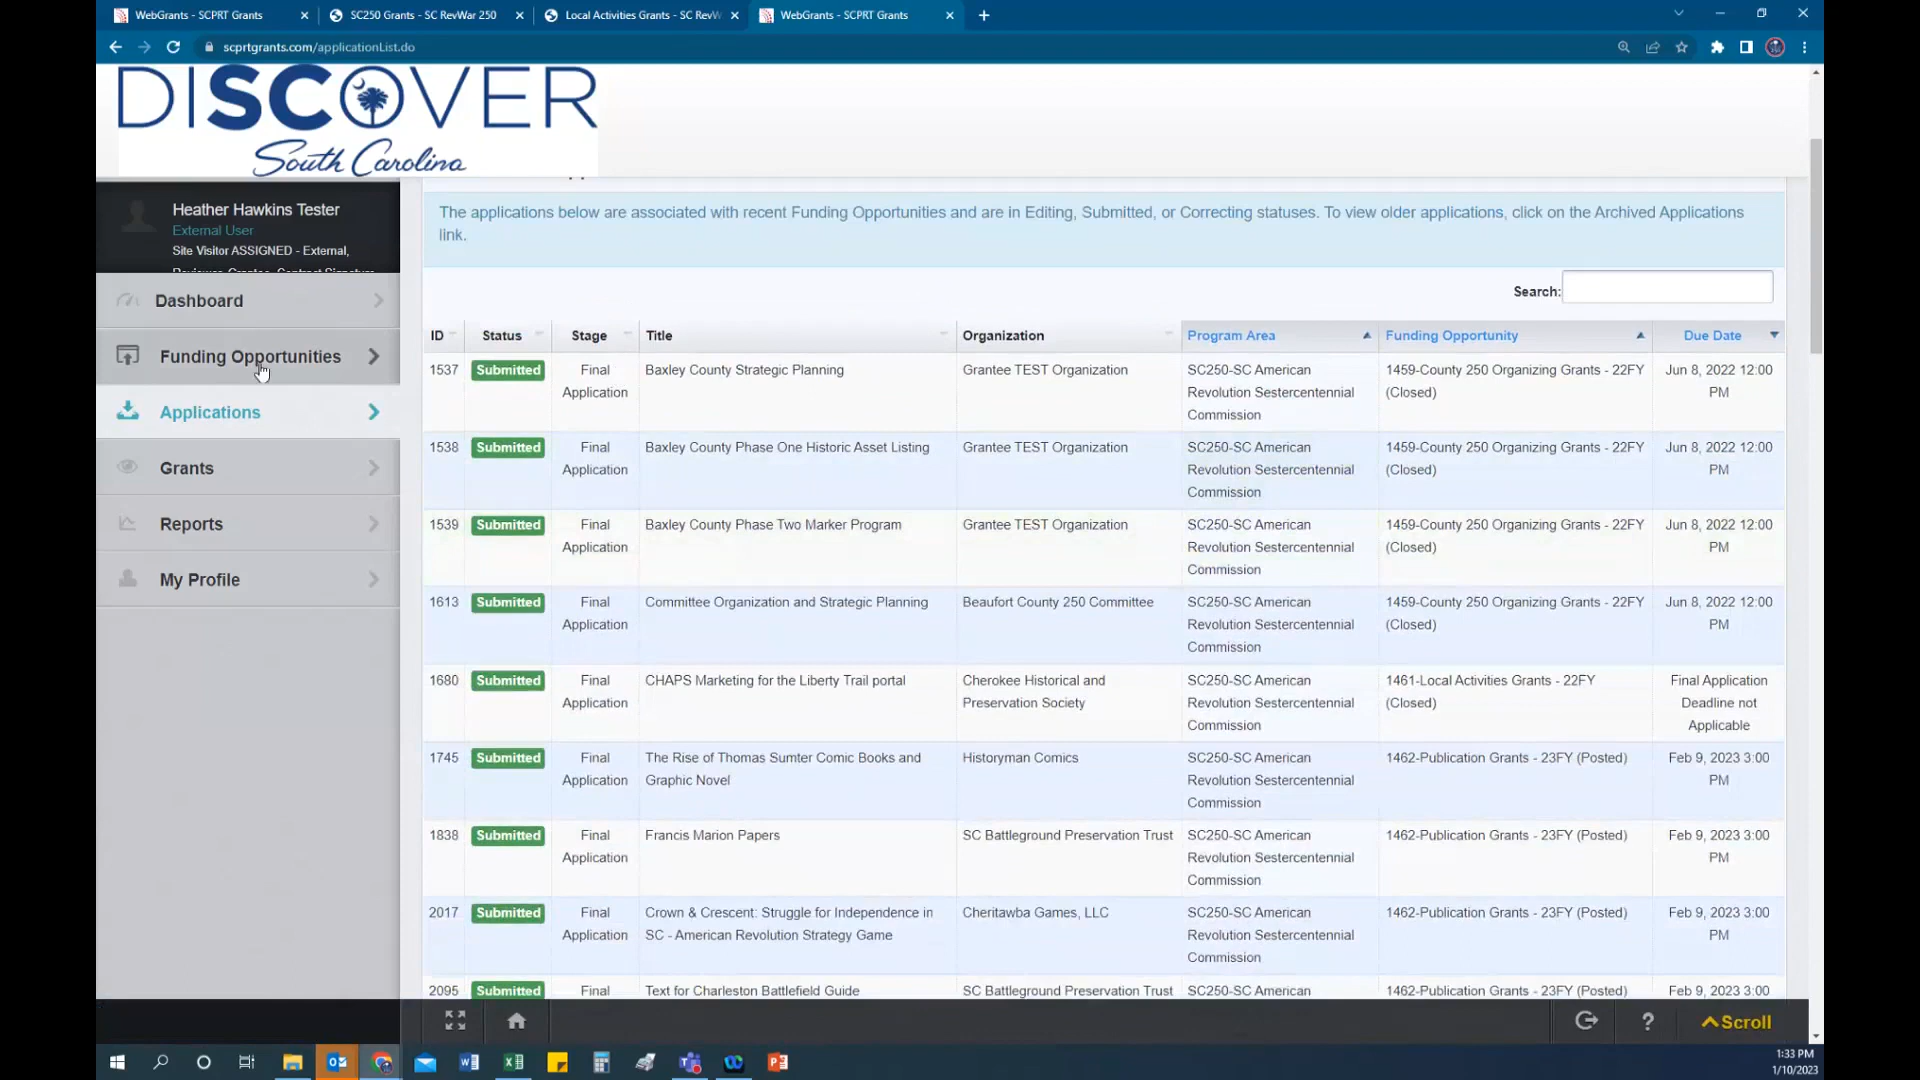 WebGrants - SCPRT Grants
SC250 Grants - SC RevWar 250
Local Activities Grants - SC RevW
WebGrants - SCPRT Grants
scprtgrants.com/applicationList.do
DISCOVER
South Carolina
Heather Hawkins Tester
External User
Site Visitor ASSIGNED - External,
Reviewer, Grantee, Contract Signature
Dashboard
Funding Opportunities
Applications
Grants
Reports
My Profile
The applications below are associated with recent Funding Opportunities and are in Editing, Submitted, or Correcting statuses. To view older applications, click on the Archived Applications
link.
Search:
ID Status Stage Title Organization Program Area Funding Opportunity Due Date
1537 Submitted Final Baxley County Strategic Planning Grantee TEST Organization SC250-SC American 1459-County 250 Organizing Grants - 22FY Jun 8, 2022 12:00
Application Revolution Sestercentennial (Closed) PM
Commission
1538 Submitted Final Baxley County Phase One Historic Asset Listing Grantee TEST Organization SC250-SC American 1459-County 250 Organizing Grants - 22FY Jun 8, 2022 12:00
Application Revolution Sestercentennial (Closed) PM
Commission
1539 Submitted Final Baxley County Phase Two Marker Program Grantee TEST Organization SC250-SC American 1459-County 250 Organizing Grants - 22FY Jun 8, 2022 12:00
Application Revolution Sestercentennial (Closed) PM
Commission
1613 Submitted Final Committee Organization and Strategic Planning Beaufort County 250 Committee SC250-SC American 1459-County 250 Organizing Grants - 22FY Jun 8, 2022 12:00
Application Revolution Sestercentennial (Closed) PM
Commission
1680 Submitted Final CHAPS Marketing for the Liberty Trail portal Cherokee Historical and SC250-SC American 1461-Local Activities Grants - 22FY Final Application
Application Preservation Society Revolution Sestercentennial (Closed) Deadline not
Commission Applicable
1745 Submitted Final The Rise of Thomas Sumter Comic Books and Historyman Comics SC250-SC American 1462-Publication Grants - 23FY (Posted) Feb 9, 2023 3:00
Application Graphic Novel Revolution Sestercentennial PM
Commission
1838 Submitted Final Francis Marion Papers SC Battleground Preservation Trust SC250-SC American 1462-Publication Grants - 23FY (Posted) Feb 9, 2023 3:00
Application Revolution Sestercentennial PM
Commission
2017 Submitted Final Crown & Crescent: Struggle for Independence in Cheritawba Games, LLC SC250-SC American 1462-Publication Grants - 23FY (Posted) Feb 9, 2023 3:00
Application SC - American Revolution Strategy Game Revolution Sestercentennial PM
Commission
2095 Submitted Final Text for Charleston Battlefield Guide SC Battleground Preservation Trust SC250-SC American 1462-Publication Grants - 23FY (Posted) Feb 9, 2023 3:00
? Scroll
1:33 PM
1/10/2023